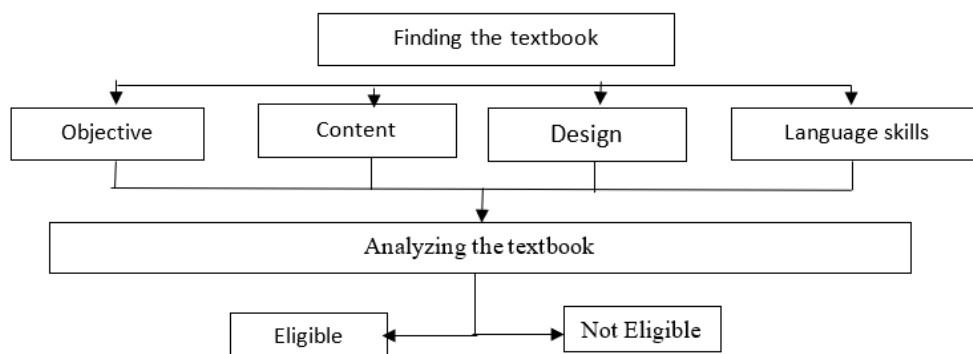 Finding the textbook
Objective
Content
Design
Language skills
Analyzing the textbook
Eligible
Not Eligible